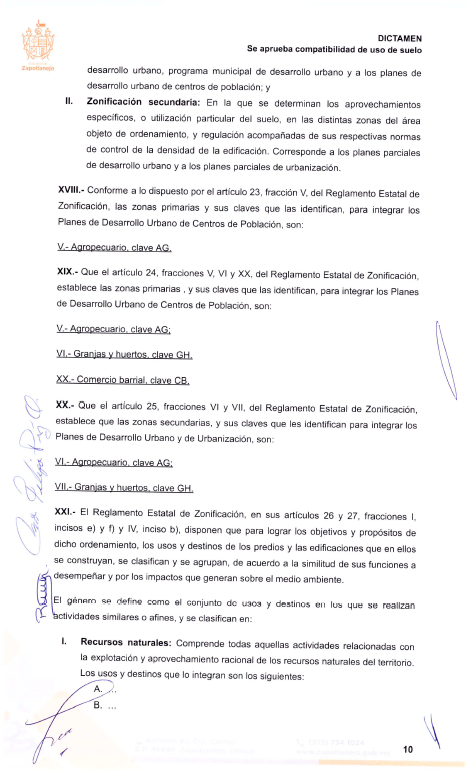 Zapotlanejo
DICTAMEN
Se aprueba compatibilidad de uso de suelo
desarrollo urbano, programa municipal de desarrollo urbano y a los planes de
desarrollo urbano de centros de población; y
II. Zonificación secundaria: En la que se determinan los aprovechamientos
específicos, o utilización particular del suelo, en las distintas zonas del área
objeto de ordenamiento, y regulación acompañadas de sus respectivas normas
de control de la densidad de la edificación. Corresponde a los planes parciales
de desarrollo urbano y a los planes parciales de urbanización.
XVIII.- Conforme a lo dispuesto por el artículo 23, fracción V, del Reglamento Estatal de
Zonificación, las zonas primarias y sus claves que las identifican, para integrar los
Planes de Desarrollo Urbano de Centros de Población, son:
V.- Agropecuario, clave AG.
XIX.- Que el artículo 24, fracciones V, VI y XX, del Reglamento Estatal de Zonificación,
establece las zonas primarias , y sus claves que las identifican, para integrar los Planes
de Desarrollo Urbano de Centros de Población, son:
V.- Agropecuario, clave AG;
VI.- Granjas y huertos, clave GH.
XX.- Comercio barrial, clave CB.
XX.- Que el artículo 25, fracciones VI y VII, del Reglamento Estatal de Zonificación,
establece que las zonas secundarias, y sus claves que les identifican para integrar los
Planes de Desarrollo Urbano y de Urbanización, son:
VI.- Agropecuario, clave AG;
VII.- Granjas y huertos, clave GH.
XXI.- El Reglamento Estatal de Zonificación, en sus artículos 26 y 27, fracciones I,
incisos e) y f) y IV, inciso b), disponen que para lograr los objetivos y propósitos de
dicho ordenamiento, los usos y destinos de los predios y las edificaciones que en ellos
se construyan, se clasifican y se agrupan, de acuerdo a la similitud de sus funciones a
desempeñar y por los impactos que generan sobre el medio ambiente.
El género se define como el conjunto de usos y destinos en los que se realizan
actividades similares o afines, y se clasifican en:
I. Recursos naturales: Comprende todas aquellas actividades relacionadas con
la explotación y aprovechamiento racional de los recursos naturales del territorio.
Los usos y destinos que lo integran son los siguientes:
A. ...
B. ...
10